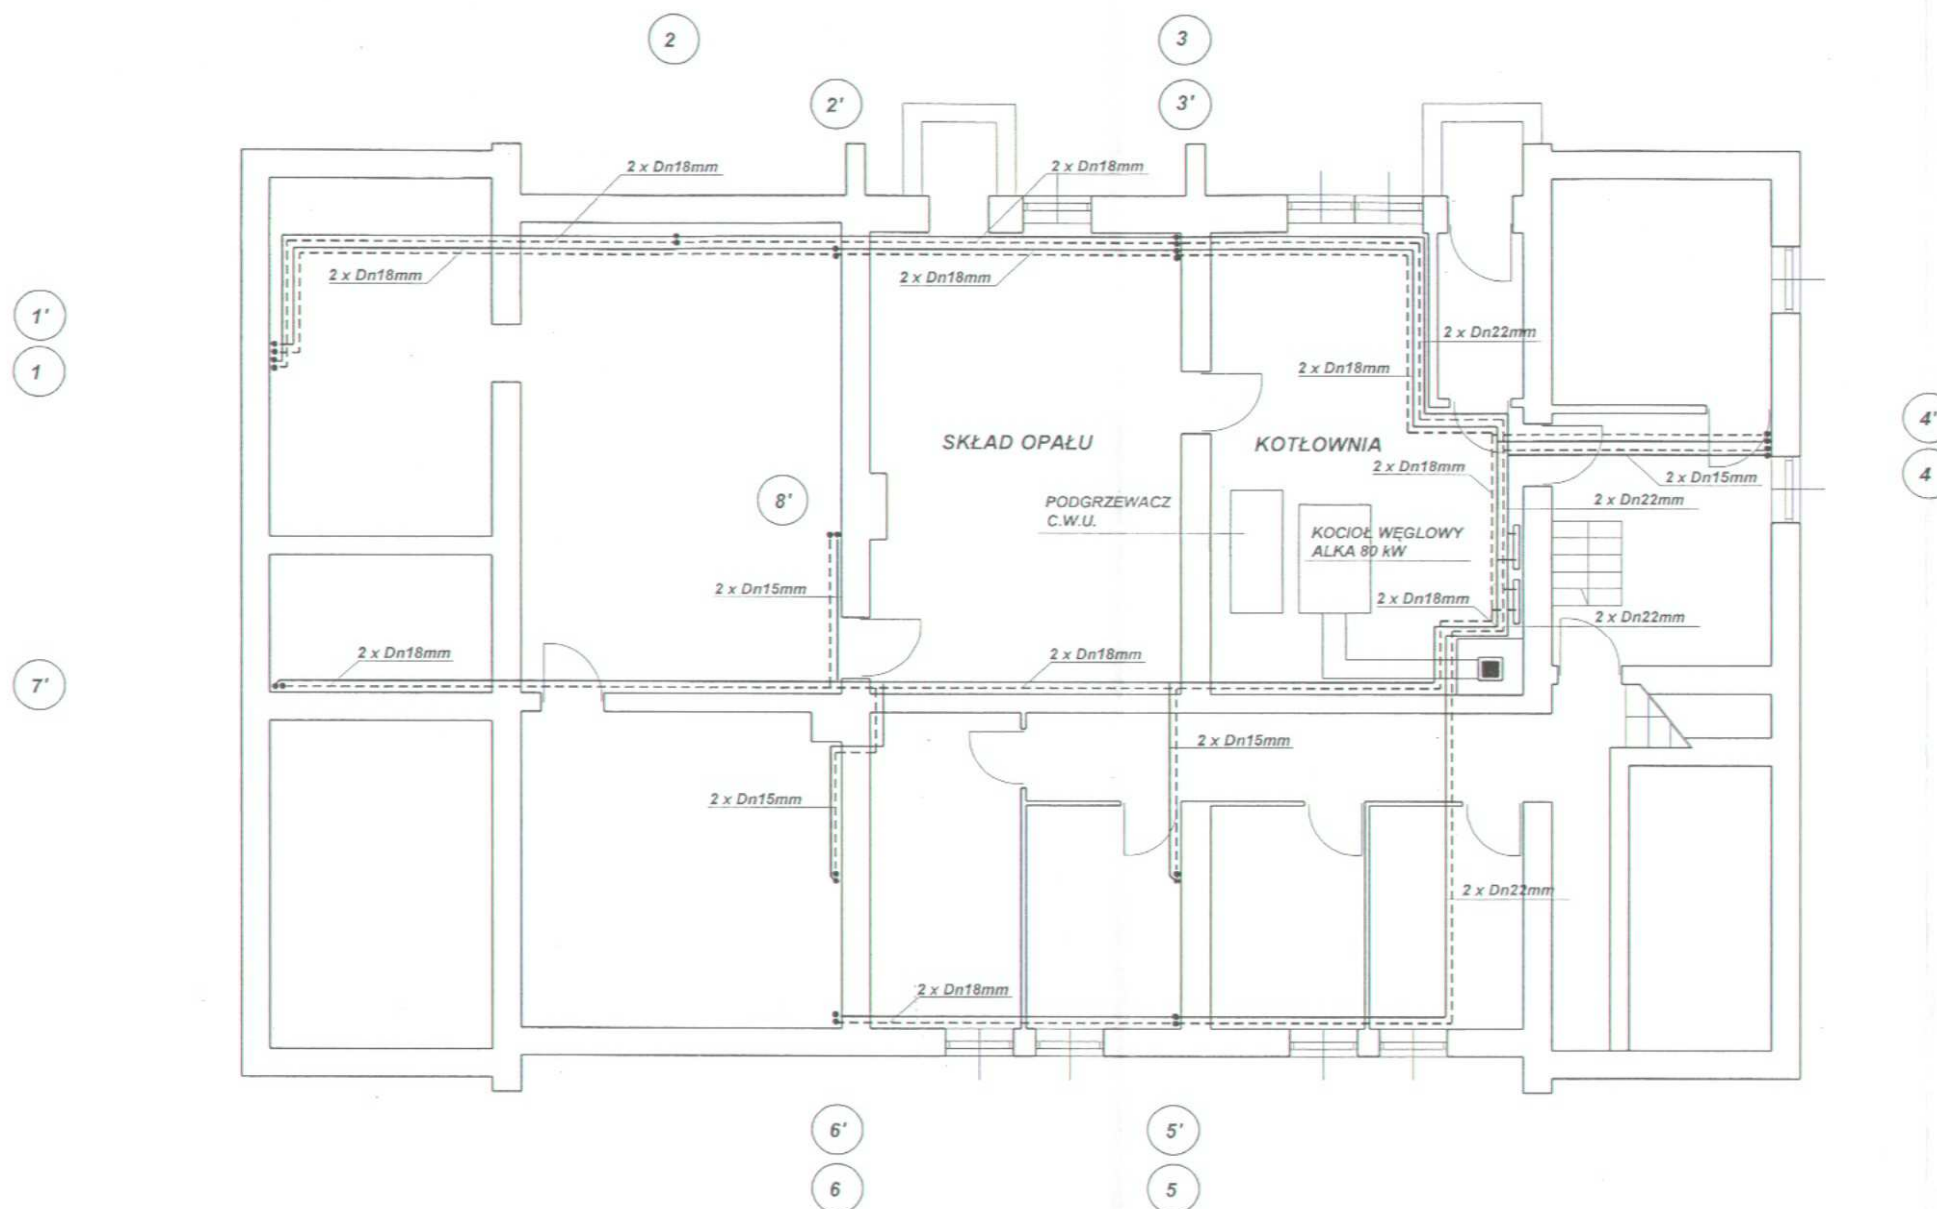 2
3
2'
3'
2 x Dn18mm
2 x Dn18mm
2 x Dn18mm
2 x Dn18mm
1'
1
2 x Dn22mm
2 x Dn18mm
4'
4
SKŁAD OPAŁU
KOTŁOWNIA
2 x Dn18mm
2 x Dn15mm
8'
PODGRZEWACZ
C.W.U.
2 x Dn22mm
KOCIOŁ WĘGLOWY
ALKA 80 kW
2 x Dn15mm
2 x Dn18mm
2 x Dn22mm
2 x Dn18mm
2 x Dn18mm
7'
2 x Dn15mm
2 x Dn15mm
2 x Dn22mm
2 x Dn18mm
6'
5'
6
5